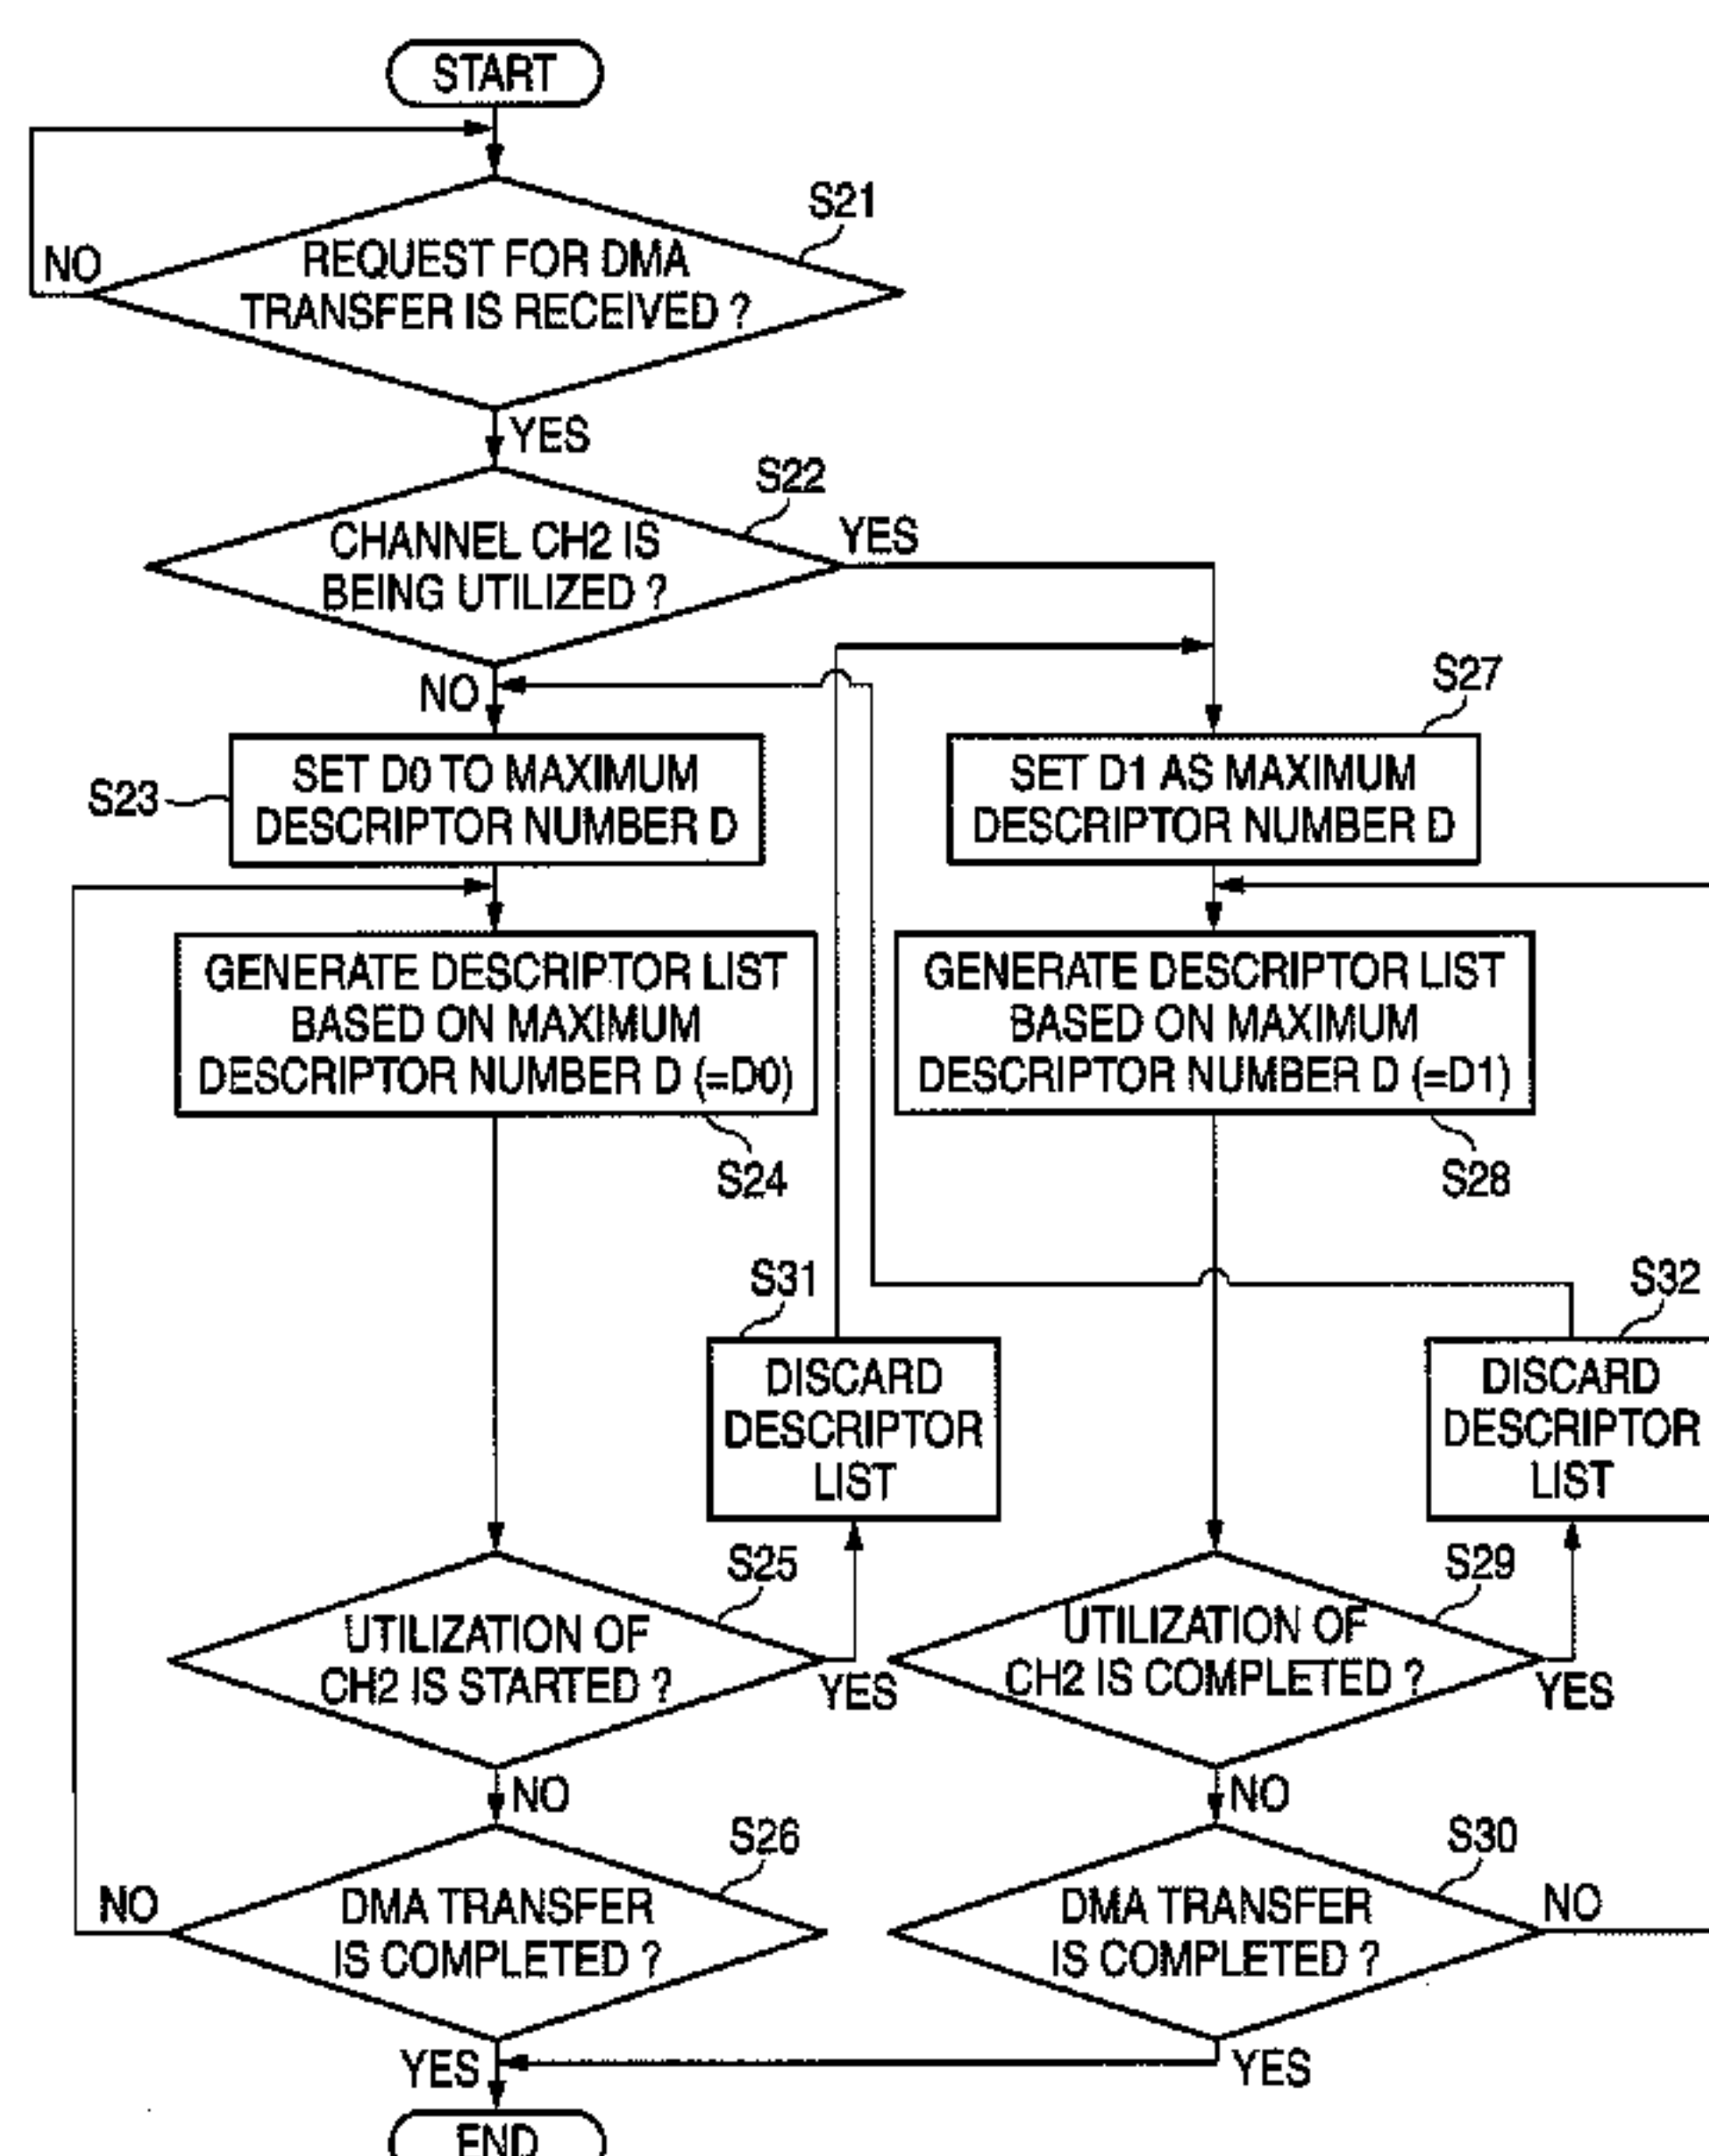 START
S21
NO
REQUEST FOR DMA
TRANSFER IS RECEIVED ?
YES
S22
CHANNEL CH2 IS
BEING UTILIZED ?
YES
NO
S23
SET D0 TO MAXIMUM
DESCRIPTOR NUMBER D
S27
SET D1 AS MAXIMUM
DESCRIPTOR NUMBER D
GENERATE DESCRIPTOR LIST
BASED ON MAXIMUM
DESCRIPTOR NUMBER D (=D0)
S24
GENERATE DESCRIPTOR LIST
BASED ON MAXIMUM
DESCRIPTOR NUMBER D (=D1)
S28
S31
DISCARD
DESCRIPTOR
LIST
S32
DISCARD
DESCRIPTOR
LIST
S25
UTILIZATION OF
CH2 IS STARTED ?
YES
NO
S29
UTILIZATION OF
CH2 IS COMPLETED ?
YES
NO
S26
NO
DMA TRANSFER
IS COMPLETED ?
YES
S30
DMA TRANSFER
IS COMPLETED ?
NO
YES
END